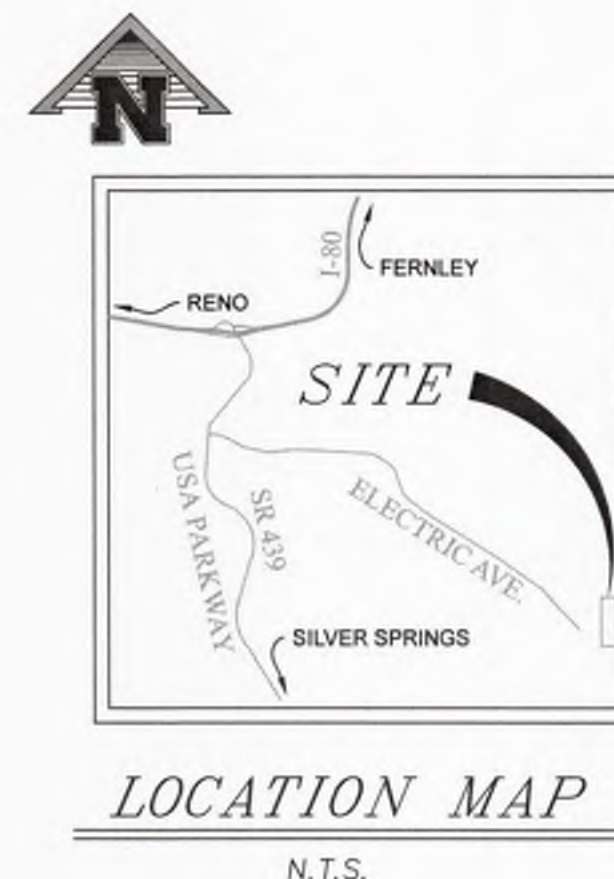 N
I-80
FERNLEY
RENO
SITE
USA PARKWAY
SR 439
ELECTRIC AVE.
SILVER SPRINGS
LOCATION MAP
N.T.S.